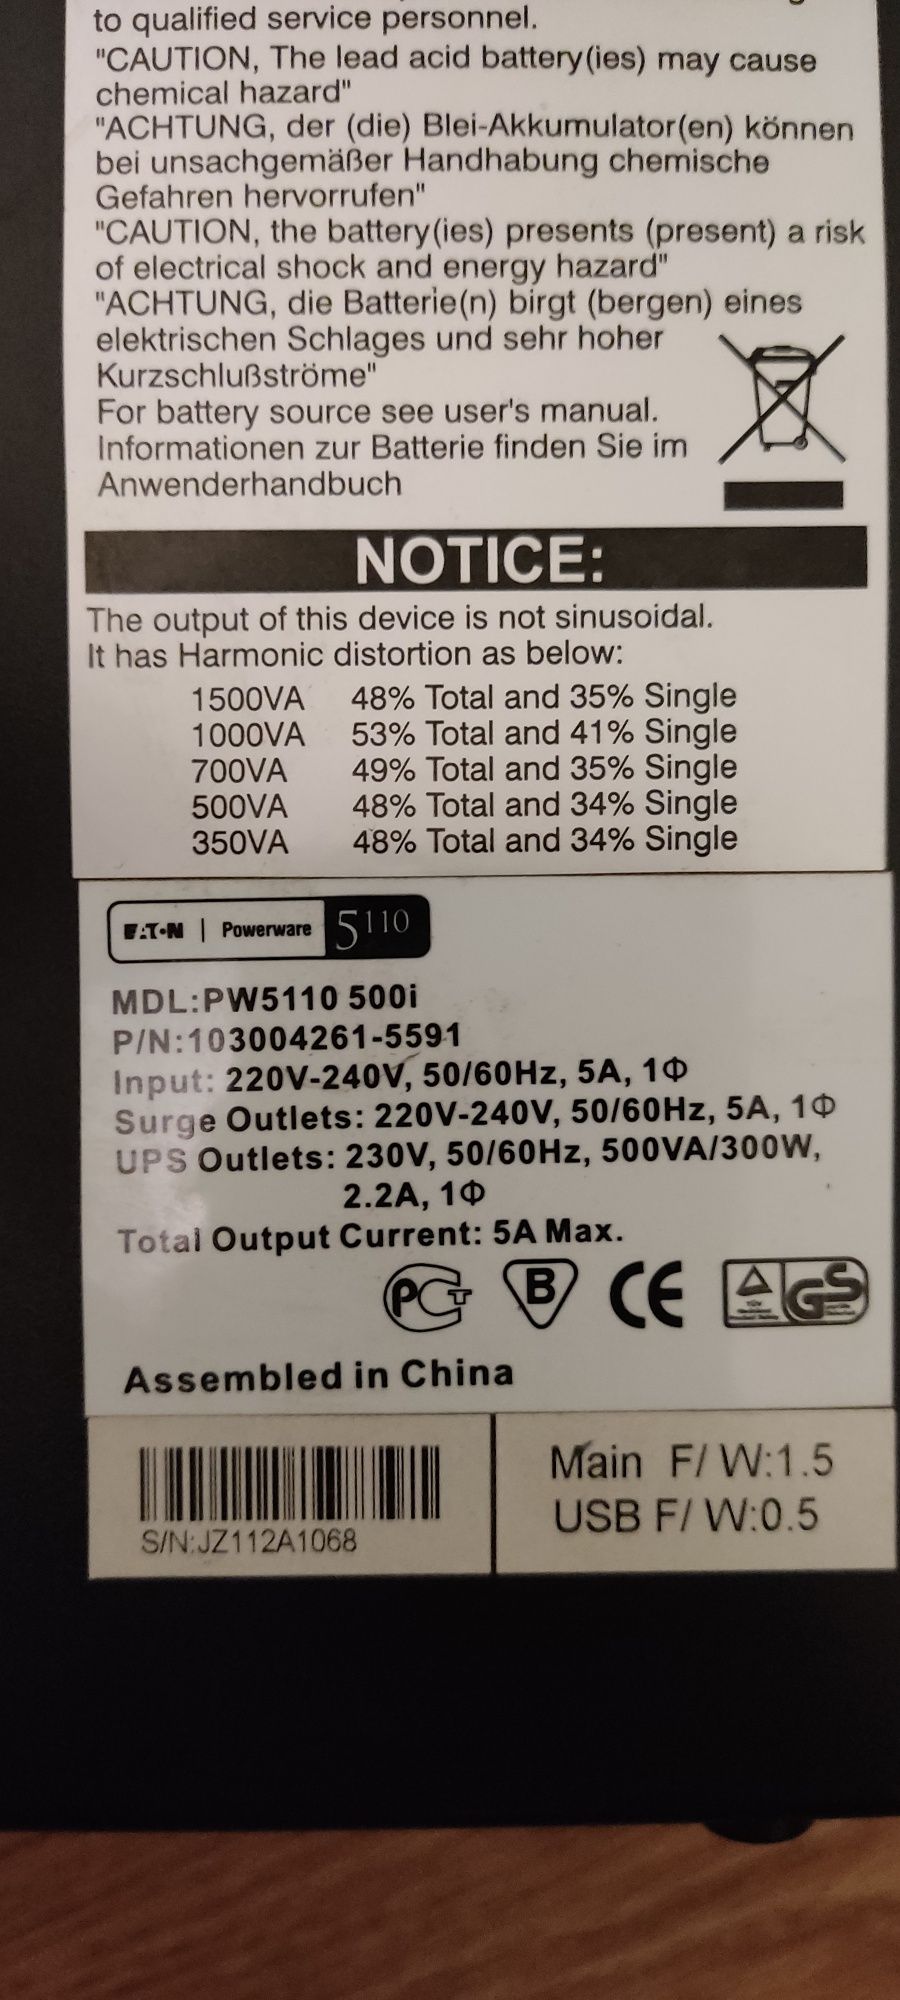 to qualified service personnel.
"CAUTION, The lead acid battery(ies) may cause
chemical hazard"
"ACHTUNG, der (die) Blei-Akkumulator(en) können
bei unsachgemäßer Handhabung chemische
Gefahren hervorrufen"
"CAUTION, the battery(ies) presents (present) a risk
of electrical shock and energy hazard"
"ACHTUNG, die Batterie(n) birgt (bergen) eines
elektrischen Schlages und sehr hoher
Kurzschlußströme"
For battery source see user's manual.
Informationen zur Batterie finden Sie im
Anwenderhandbuch
NOTICE:
The output of this device is not sinusoidal.
It has Harmonic distortion as below:
1500VA 48% Total and 35% Single
1000VA 53% Total and 41% Single
700VA 49% Total and 35% Single
500VA 48% Total and 34% Single
350VA 48% Total and 34% Single
EATON | Powerware 5110
MDL:PW5110 500i
P/N:103004261-5591
Input: 220V-240V, 50/60Hz, 5A, 1Φ
Surge Outlets: 220V-240V, 50/60Hz, 5A, 1Φ
UPS Outlets: 230V, 50/60Hz, 500VA/300W,
2.2A, 1Φ
Total Output Current: 5A Max.
PCT B CE TÜV GS
Assembled in China
S/N:JZ112A1068
Main F/W:1.5
USB F/W:0.5